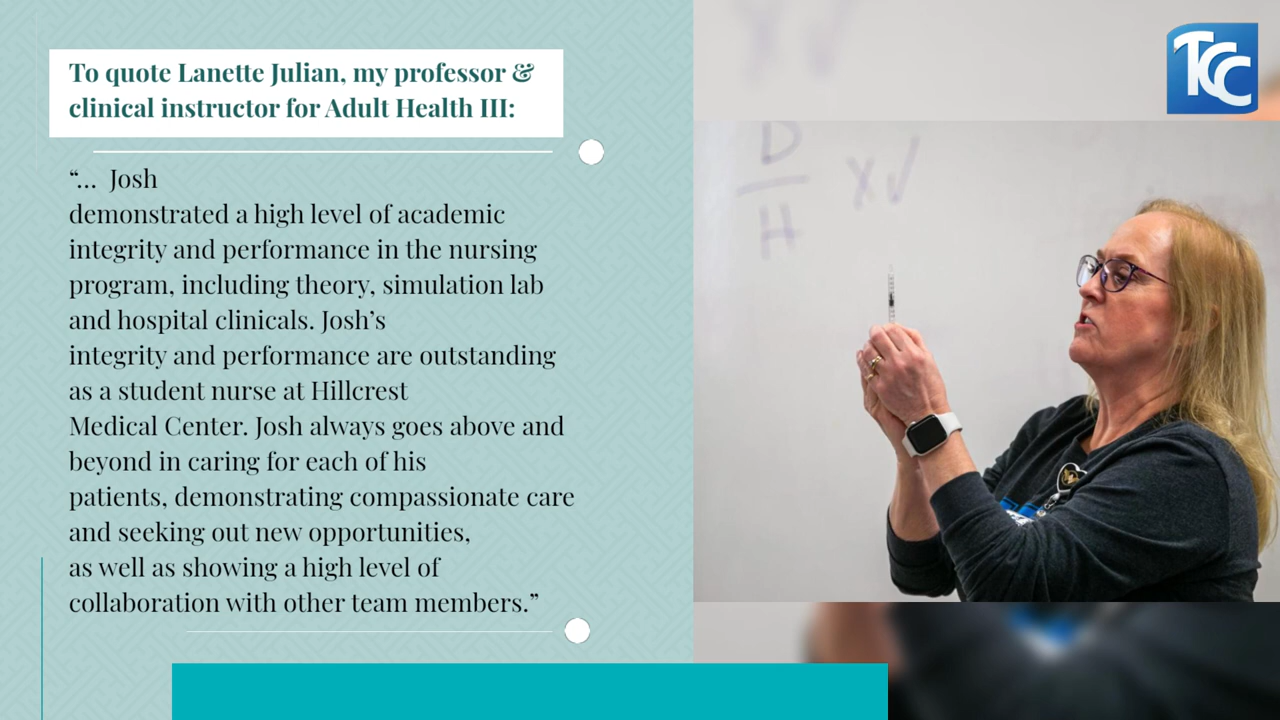 To quote Lanette Julian, my professor &
clinical instructor for Adult Health III:
“... Josh
demonstrated a high level of academic
integrity and performance in the nursing
program, including theory, simulation lab
and hospital clinicals. Josh’s
integrity and performance are outstanding
as a student nurse at Hillcrest
Medical Center. Josh always goes above and
beyond in caring for each of his
patients, demonstrating compassionate care
and seeking out new opportunities,
as well as showing a high level of
collaboration with other team members.”
TCC
D
H
X√